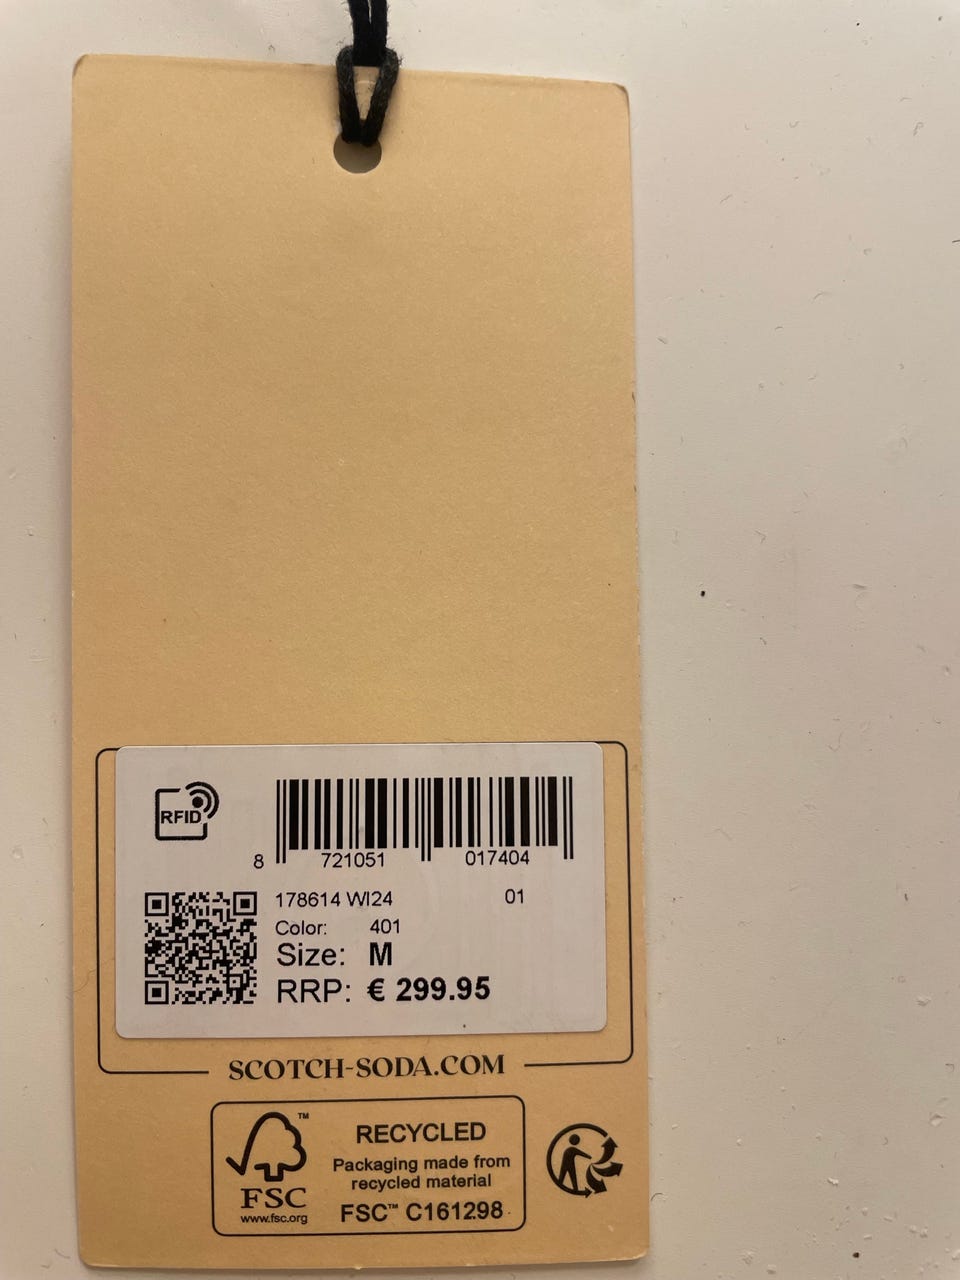 RFID
8 721051 017404
178614 WI24 01
Color: 401
Size: M
RRP: € 299.95
SCOTCH-SODA.COM
FSC™
www.fsc.org
RECYCLED
Packaging made from
recycled material
FSC™ C161298